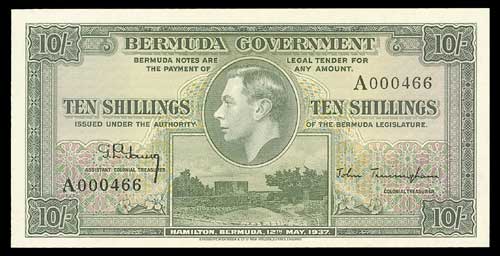 10/- BERMUDA GOVERNMENT 10/-
BERMUDA NOTES ARE LEGAL TENDER FOR
THE PAYMENT OF ANY AMOUNT.
A000466
TEN SHILLINGS TEN SHILLINGS
ISSUED UNDER THE AUTHORITY OF THE BERMUDA LEGISLATURE.
ASSISTANT COLONIAL TREASURER
John Trimingham
COLONIAL TREASURER
A000466
10/- HAMILTON, BERMUDA, 12TH MAY, 1937. 10/-